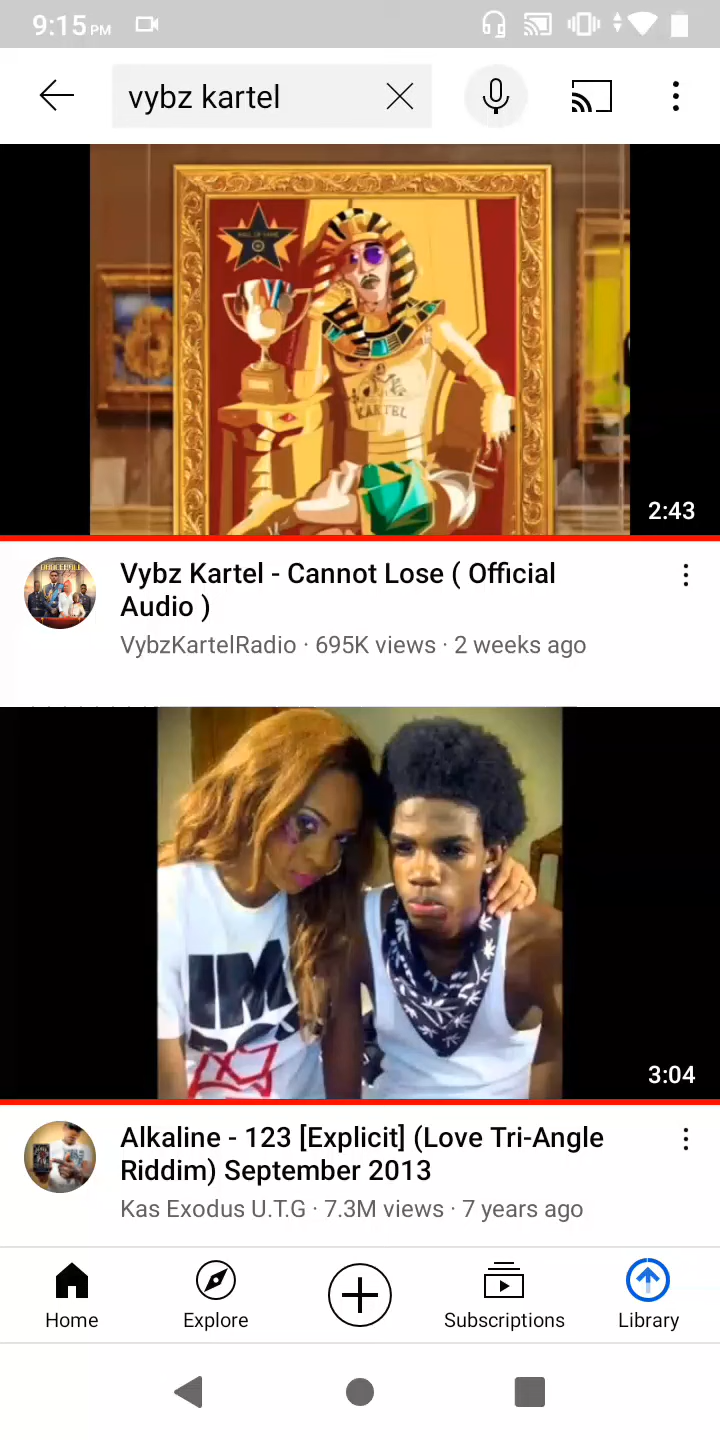 9:15 PM
vybz kartel
KARTEL
2:43
DANCEHALL
Vybz Kartel - Cannot Lose ( Official
Audio )
VybzKartelRadio · 695K views · 2 weeks ago
IM
3:04
Alkaline - 123 [Explicit] (Love Tri-Angle
Riddim) September 2013
Kas Exodus U.T.G · 7.3M views · 7 years ago
Home
Explore
Subscriptions
Library